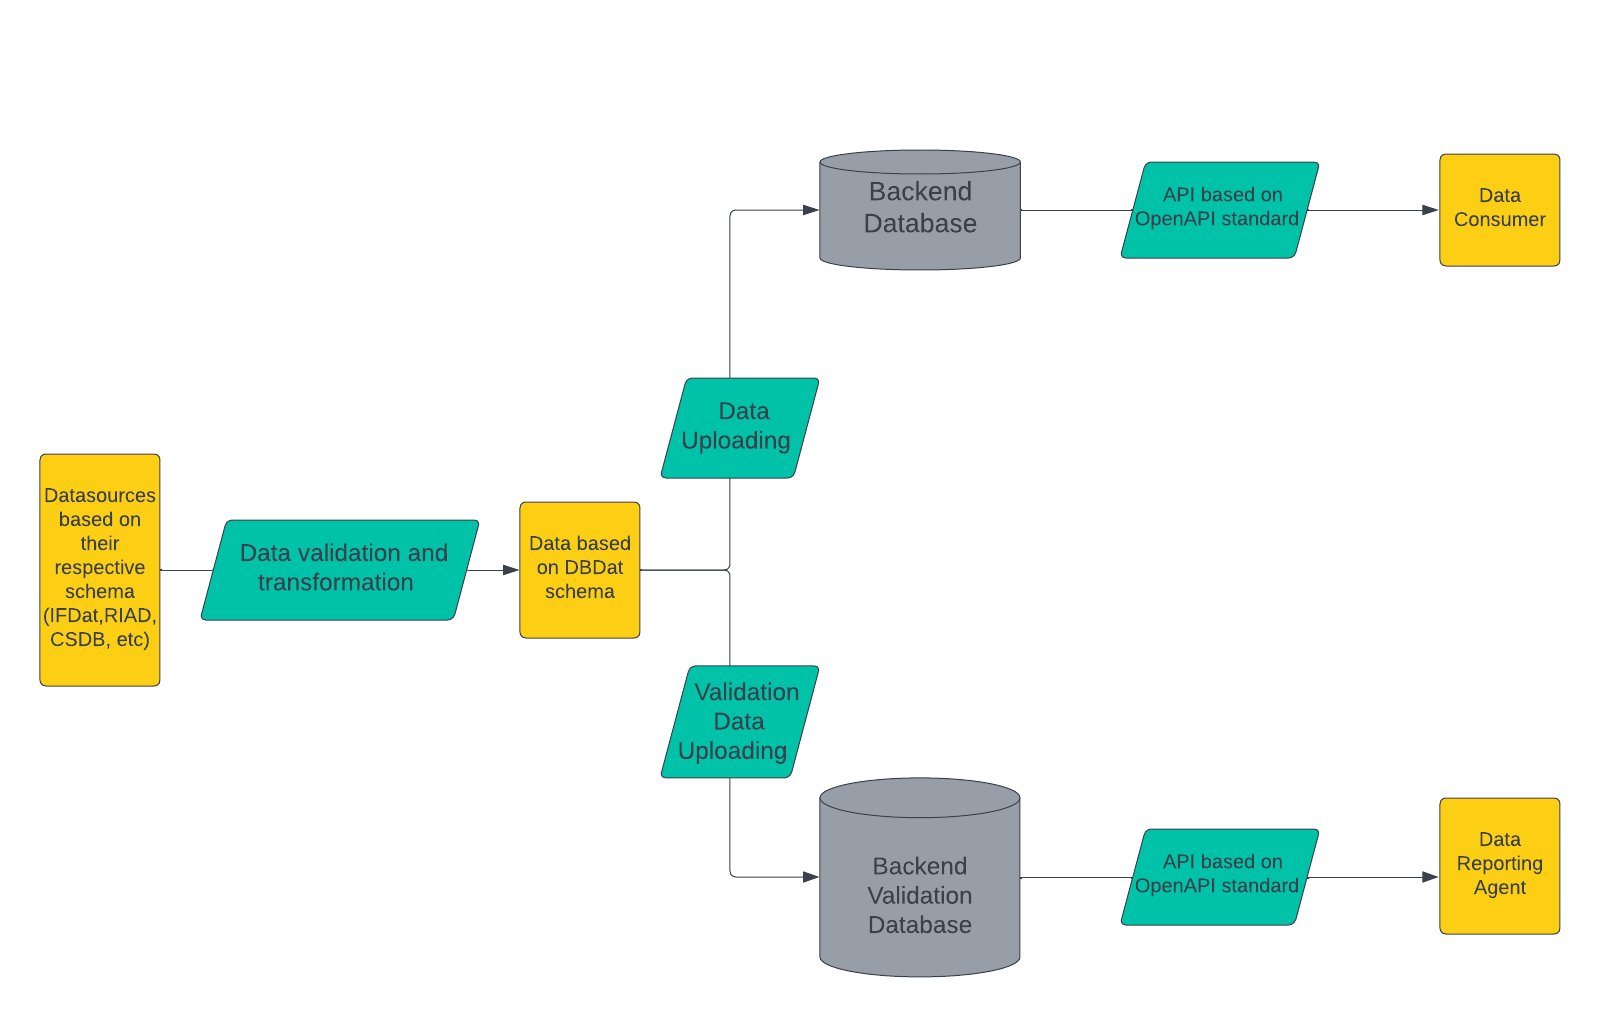 Backend
Database
API based on
OpenAPI standard
Data
Consumer
Data
Uploading
Datasources
based on
their
respective
schema
(IFDat,RIAD,
CSDB, etc)
Data validation and
transformation
Data based
on DBDat
schema
Validation
Data
Uploading
Backend
Validation
Database
API based on
OpenAPI standard
Data
Reporting
Agent